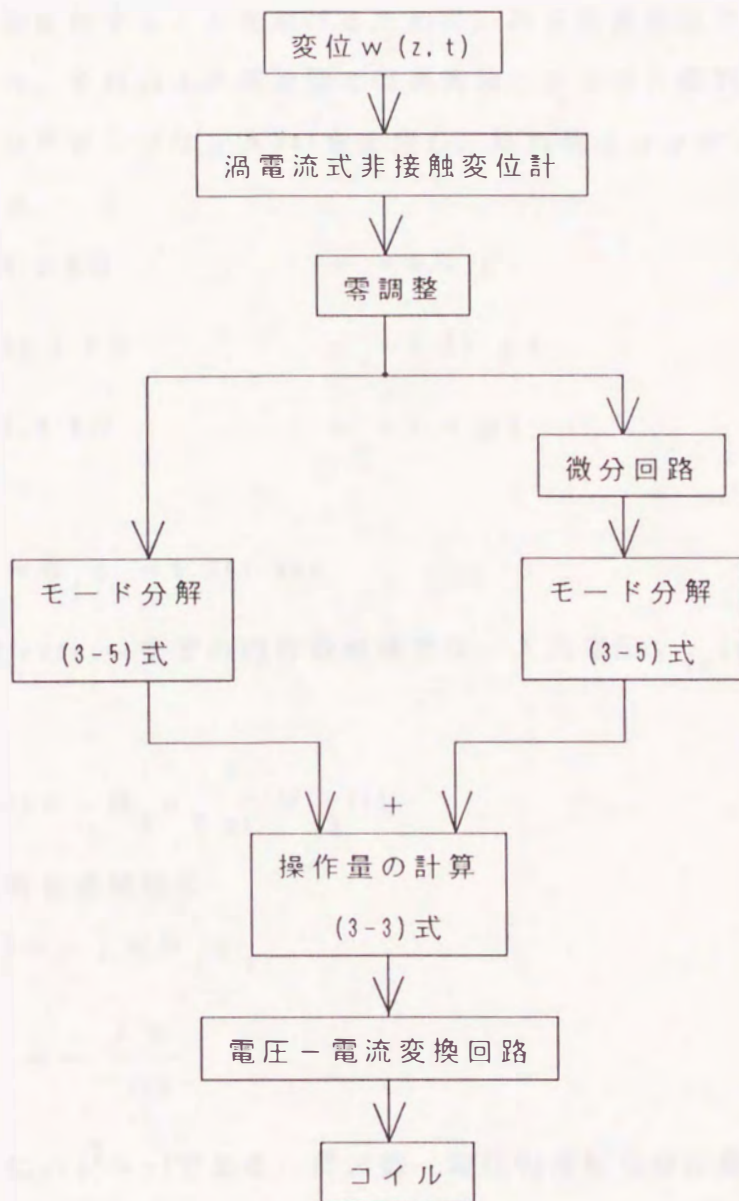 変位w(z,t)
渦電流式非接触変位計
零調整
微分回路
モード分解
(3-5)式
モード分解
(3-5)式
+
操作量の計算
(3-3)式
電圧－電流変換回路
コイル